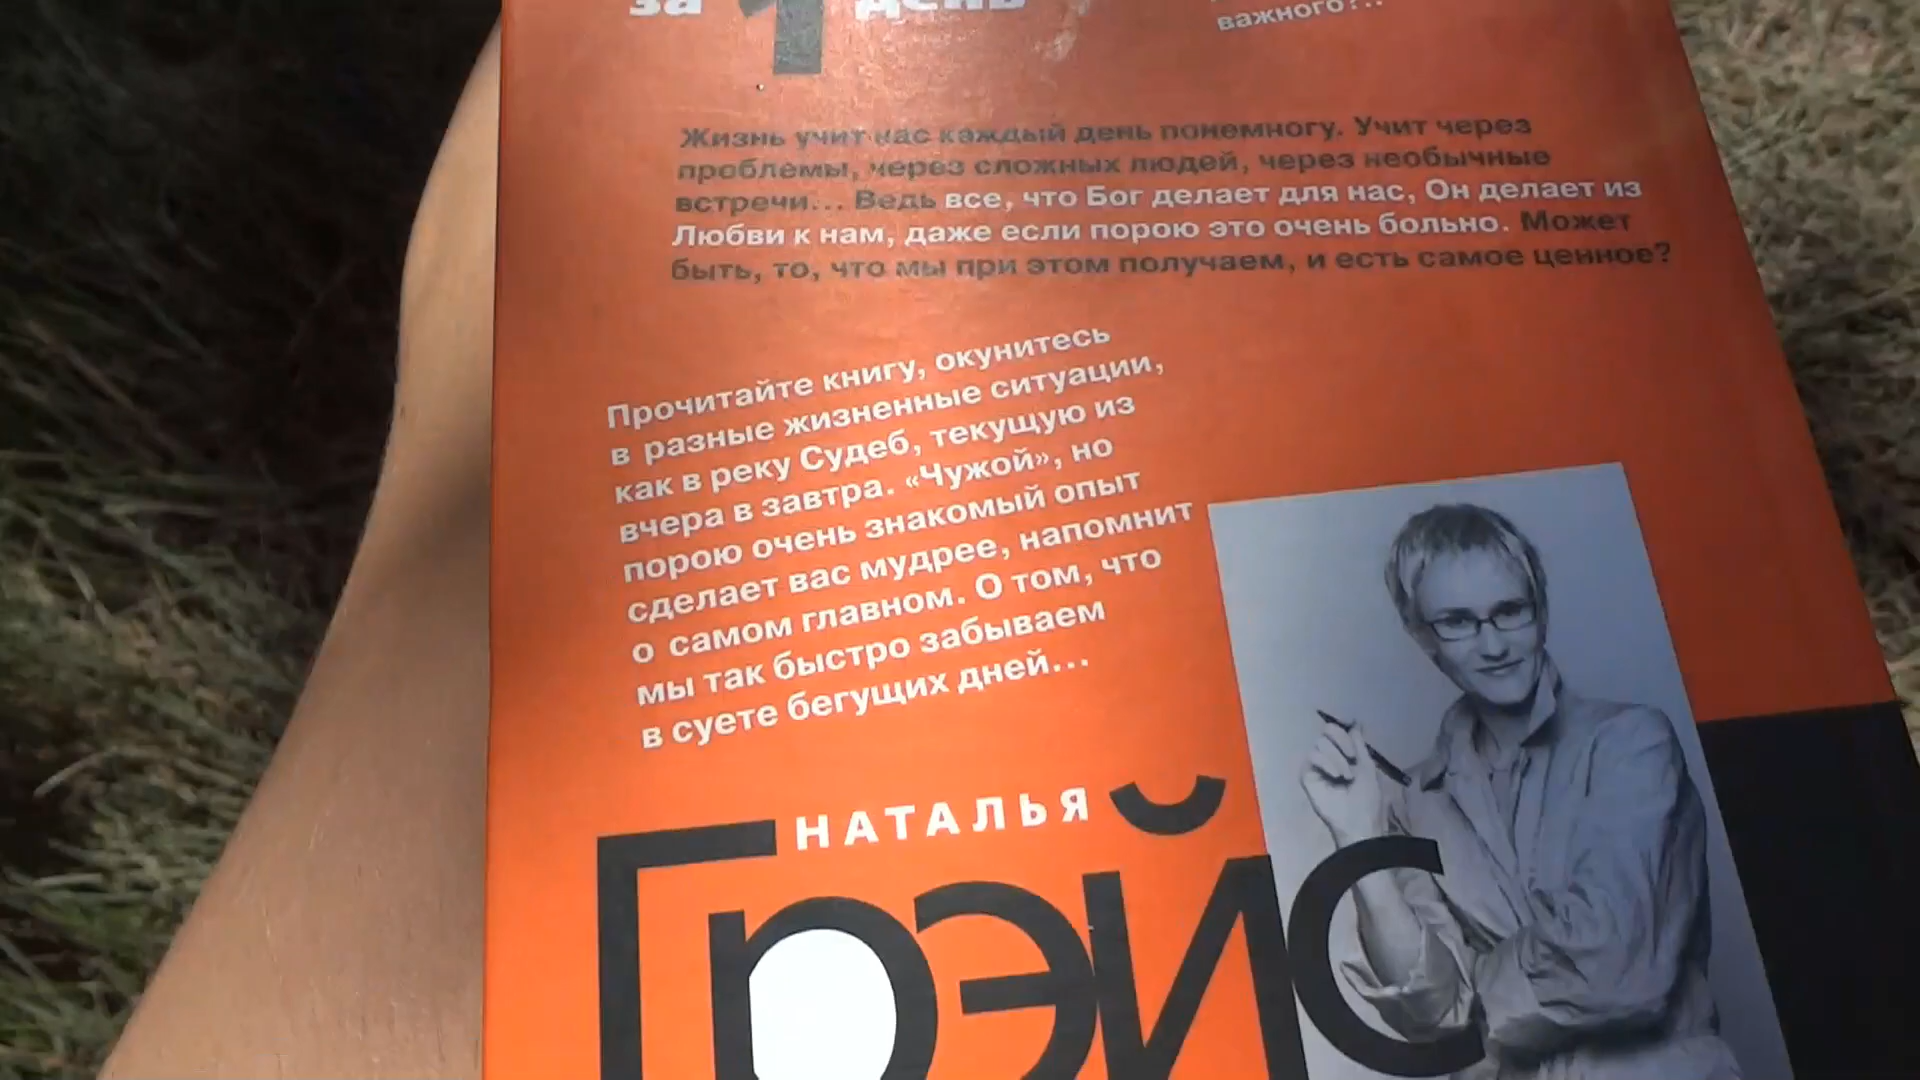 за 1 день
важного?..
Жизнь учит нас каждый день понемногу. Учит через
проблемы, через сложных людей, через необычные
встречи... Ведь все, что Бог делает для нас, Он делает из
Любви к нам, даже если порою это очень больно. Может
быть, то, что мы при этом получаем, и есть самое ценное?
Прочитайте книгу, окунитесь
в разные жизненные ситуации,
как в реку Судеб, текущую из
вчера в завтра. «Чужой», но
порою очень знакомый опыт
сделает вас мудрее, напомнит
о самом главном. О том, что
мы так быстро забываем
в суете бегущих дней...
НАТАЛЬЯ
Грэйс